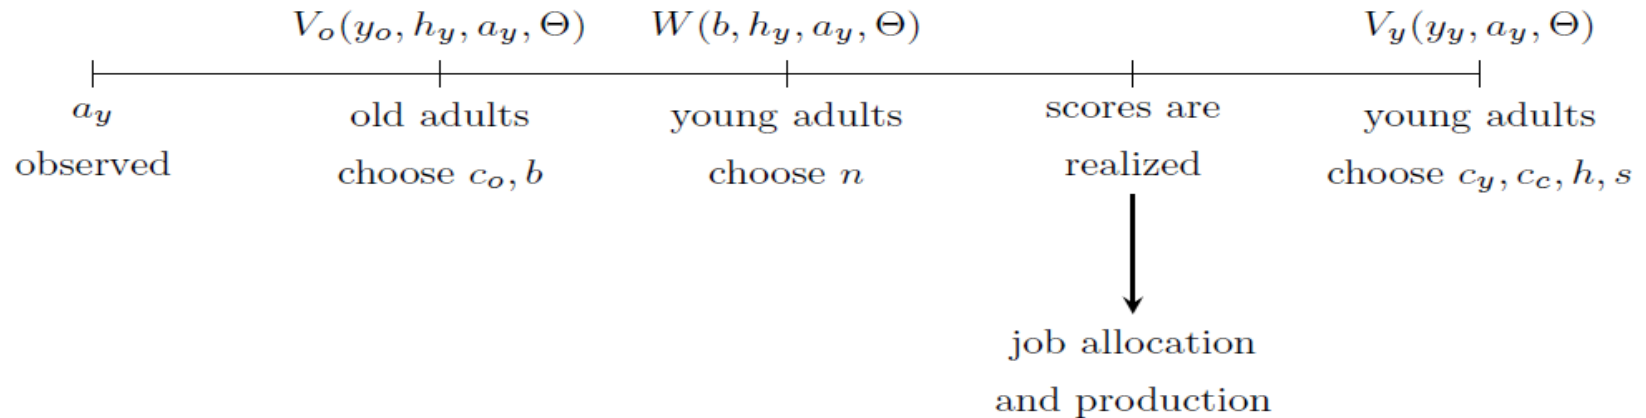 V_o(y_o, h_y, a_y, Θ)
W(b, h_y, a_y, Θ)
V_y(y_y, a_y, Θ)
a_y
observed
old adults
choose c_o, b
young adults
choose n
scores are
realized
young adults
choose c_y, c_c, h, s
job allocation
and production